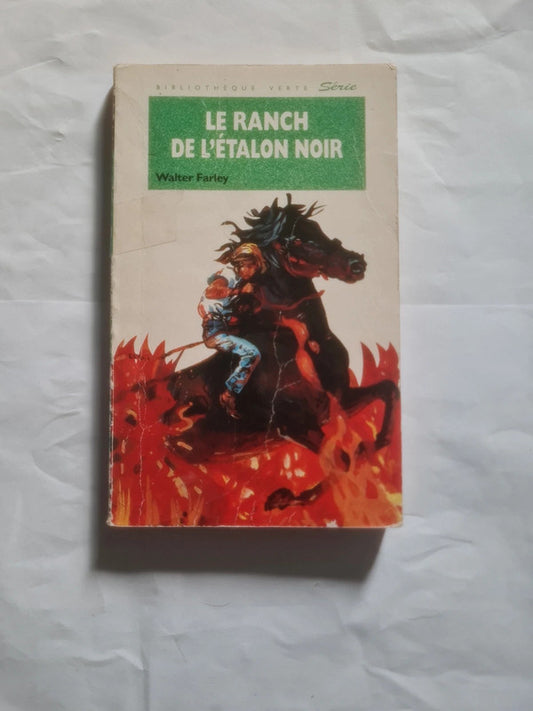 BIBLIOTHÈQUE VERTE Série
LE RANCH
DE L'ÉTALON NOIR
Walter Farley